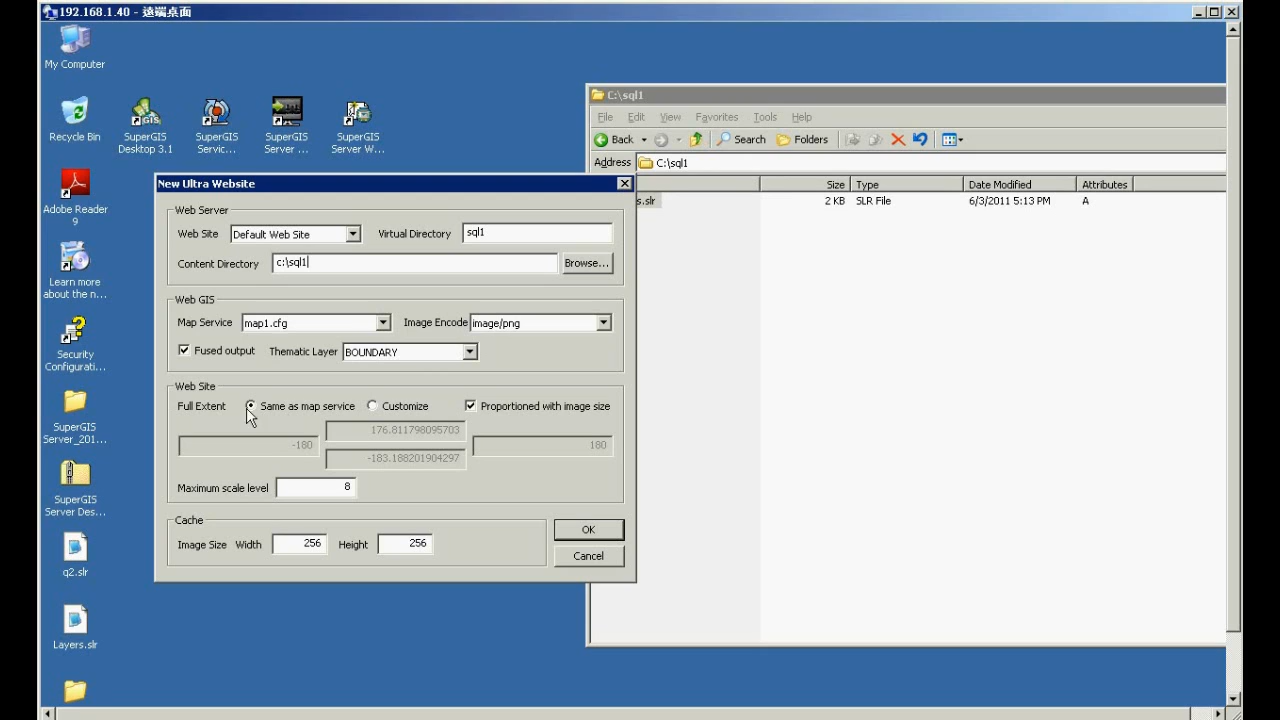 192.168.1.40 - 遠端桌面
My Computer
Recycle Bin
SuperGIS
Desktop 3.1
SuperGIS
Servic...
SuperGIS
Server ...
SuperGIS
Server W...
Adobe Reader
9
Learn more
about the n...
Security
Configurati...
SuperGIS
Server_201...
SuperGIS
Server Des...
q2.slr
Layers.slr
C:\sql1
File Edit View Favorites Tools Help
Back Search Folders
Address C:\sql1
Size Type Date Modified Attributes
s.slr 2 KB SLR File 6/3/2011 5:13 PM A
New Ultra Website
Web Server
Web Site Default Web Site Virtual Directory sql1
Content Directory c:\sql1 Browse...
Web GIS
Map Service map1.cfg Image Encode image/png
Fused output Thematic Layer BOUNDARY
Web Site
Full Extent Same as map service Customize Proportioned with image size
176.811798095703
-180 180
-183.188201904297
Maximum scale level 8
Cache
Image Size Width 256 Height 256
OK
Cancel